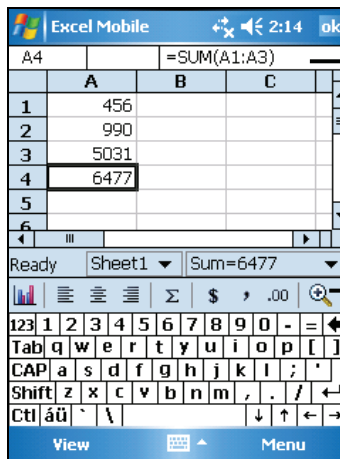 Excel Mobile 2:14 ok
A4 =SUM(A1:A3)
A B C
1 456
2 990
3 5031
4 6477
5
6
Ready Sheet1 Sum=6477
Σ $ , .00
123 1 2 3 4 5 6 7 8 9 0 - =
Tab q w e r t y u i o p [ ]
CAP a s d f g h j k l ; '
Shift z x c v b n m , . /
Ctl áü ` \ ↓ ↑ ← →
View Menu